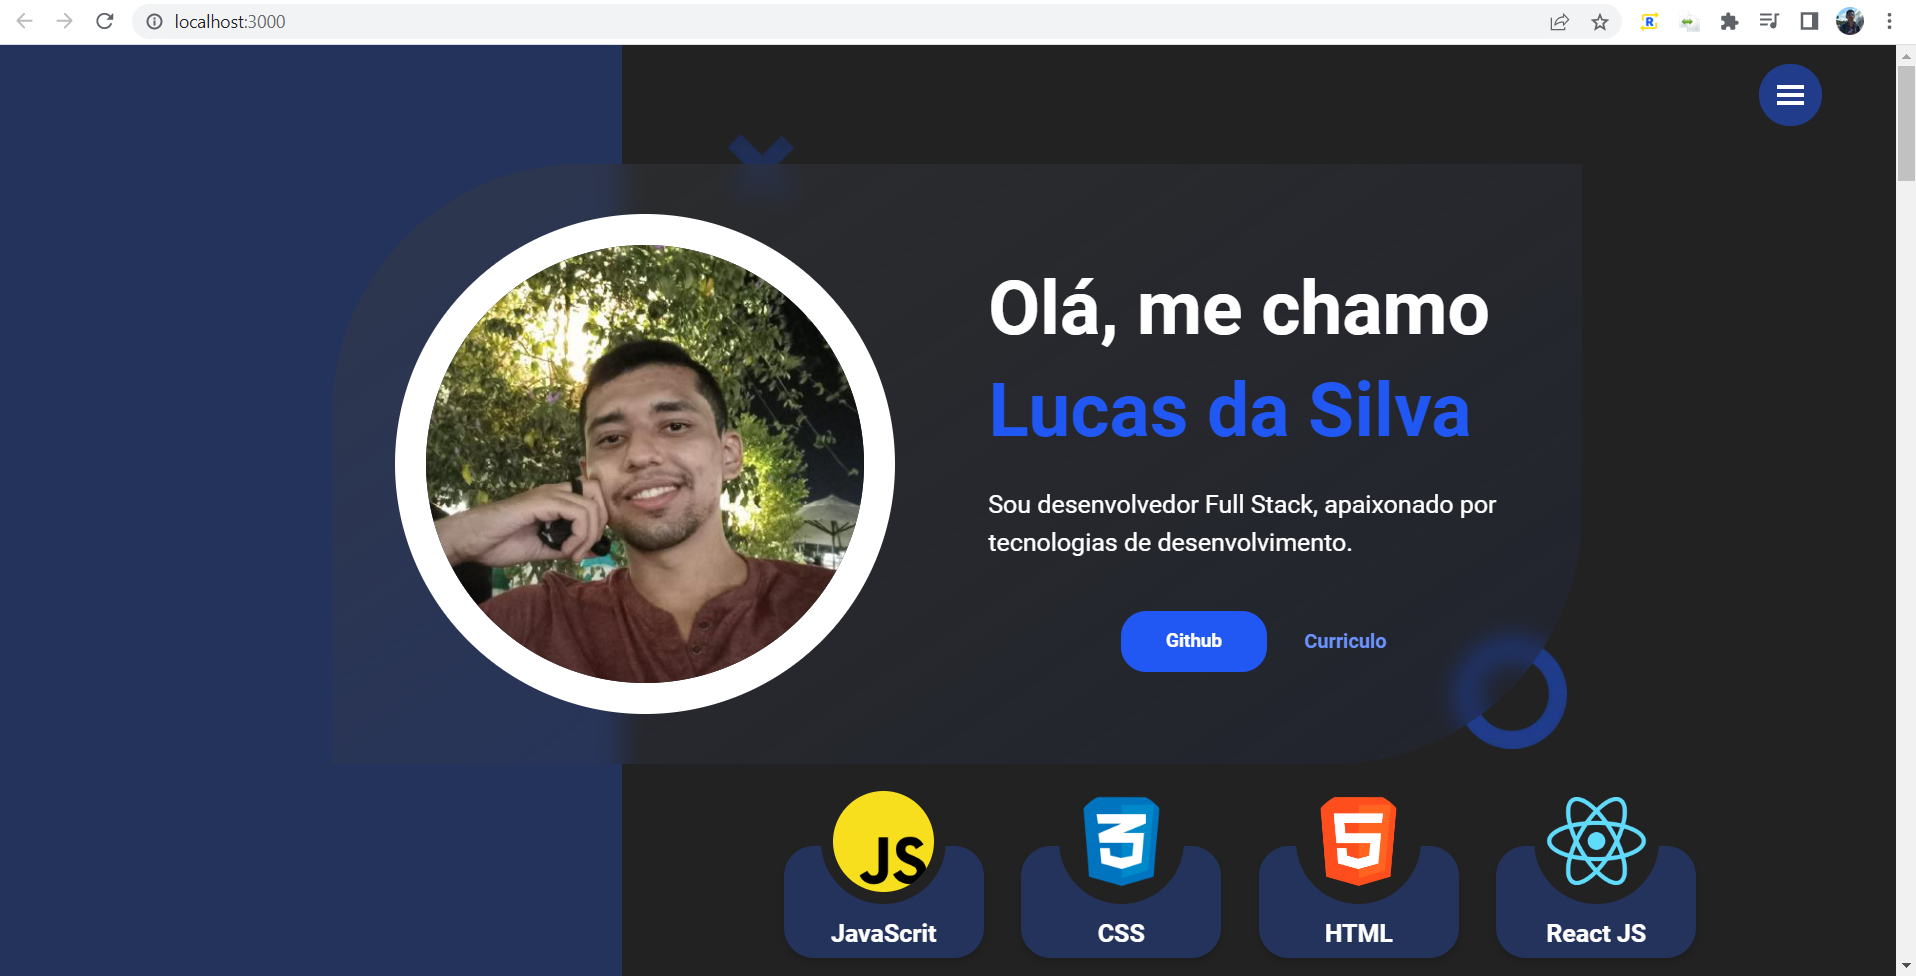 localhost:3000
Olá, me chamo
Lucas da Silva
Sou desenvolvedor Full Stack, apaixonado por
tecnologias de desenvolvimento.
Github Curriculo
JS 3 5
JavaScrit CSS HTML React JS